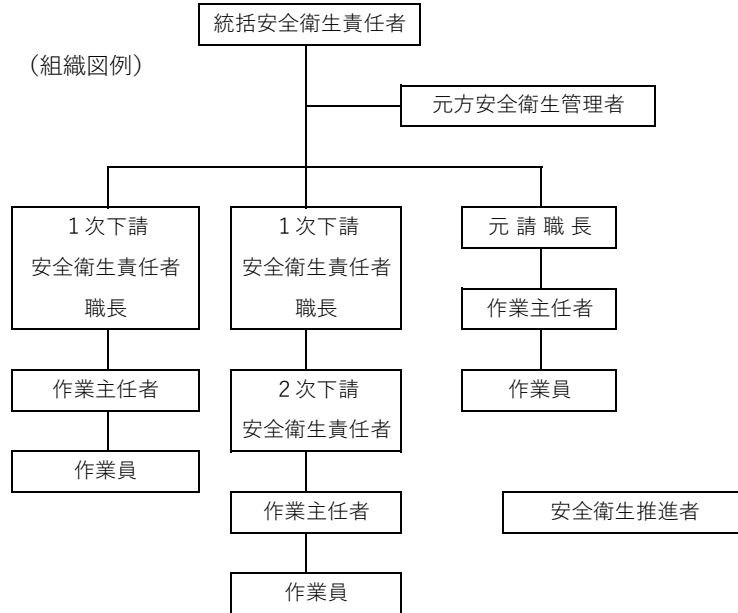 統括安全衛生責任者
（組織図例）
元方安全衛生管理者
１次下請
安全衛生責任者
職長
作業主任者
作業員
１次下請
安全衛生責任者
職長
２次下請
安全衛生責任者
作業主任者
作業員
元 請 職 長
作業主任者
作業員
安全衛生推進者